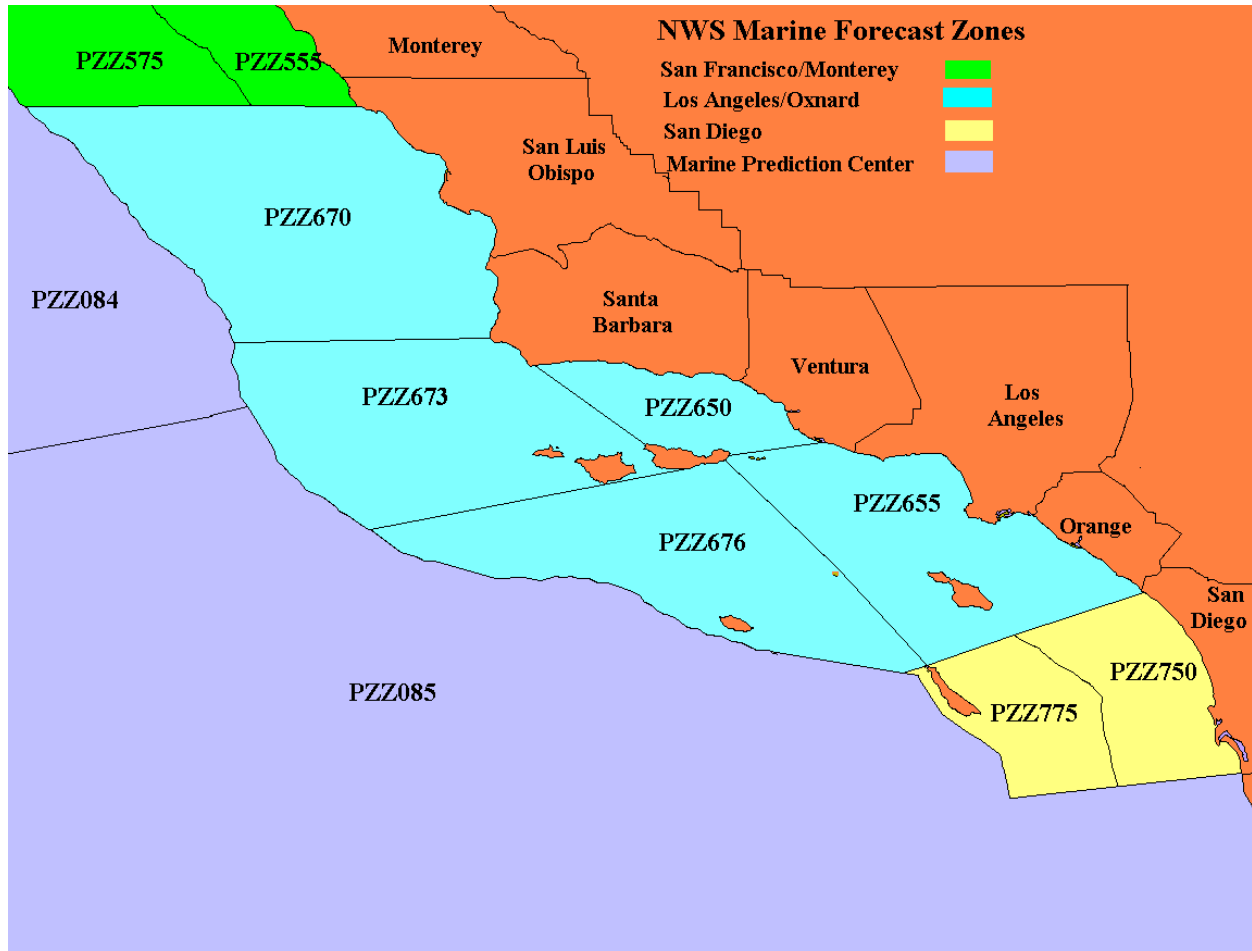 NWS Marine Forecast Zones
San Francisco/Monterey
Los Angeles/Oxnard
San Diego
Marine Prediction Center
PZZ575
PZZ555
Monterey
San Luis
Obispo
PZZ670
PZZ084
Santa
Barbara
Ventura
Los
Angeles
PZZ673
PZZ650
PZZ655
Orange
PZZ676
San
Diego
PZZ085
PZZ775
PZZ750